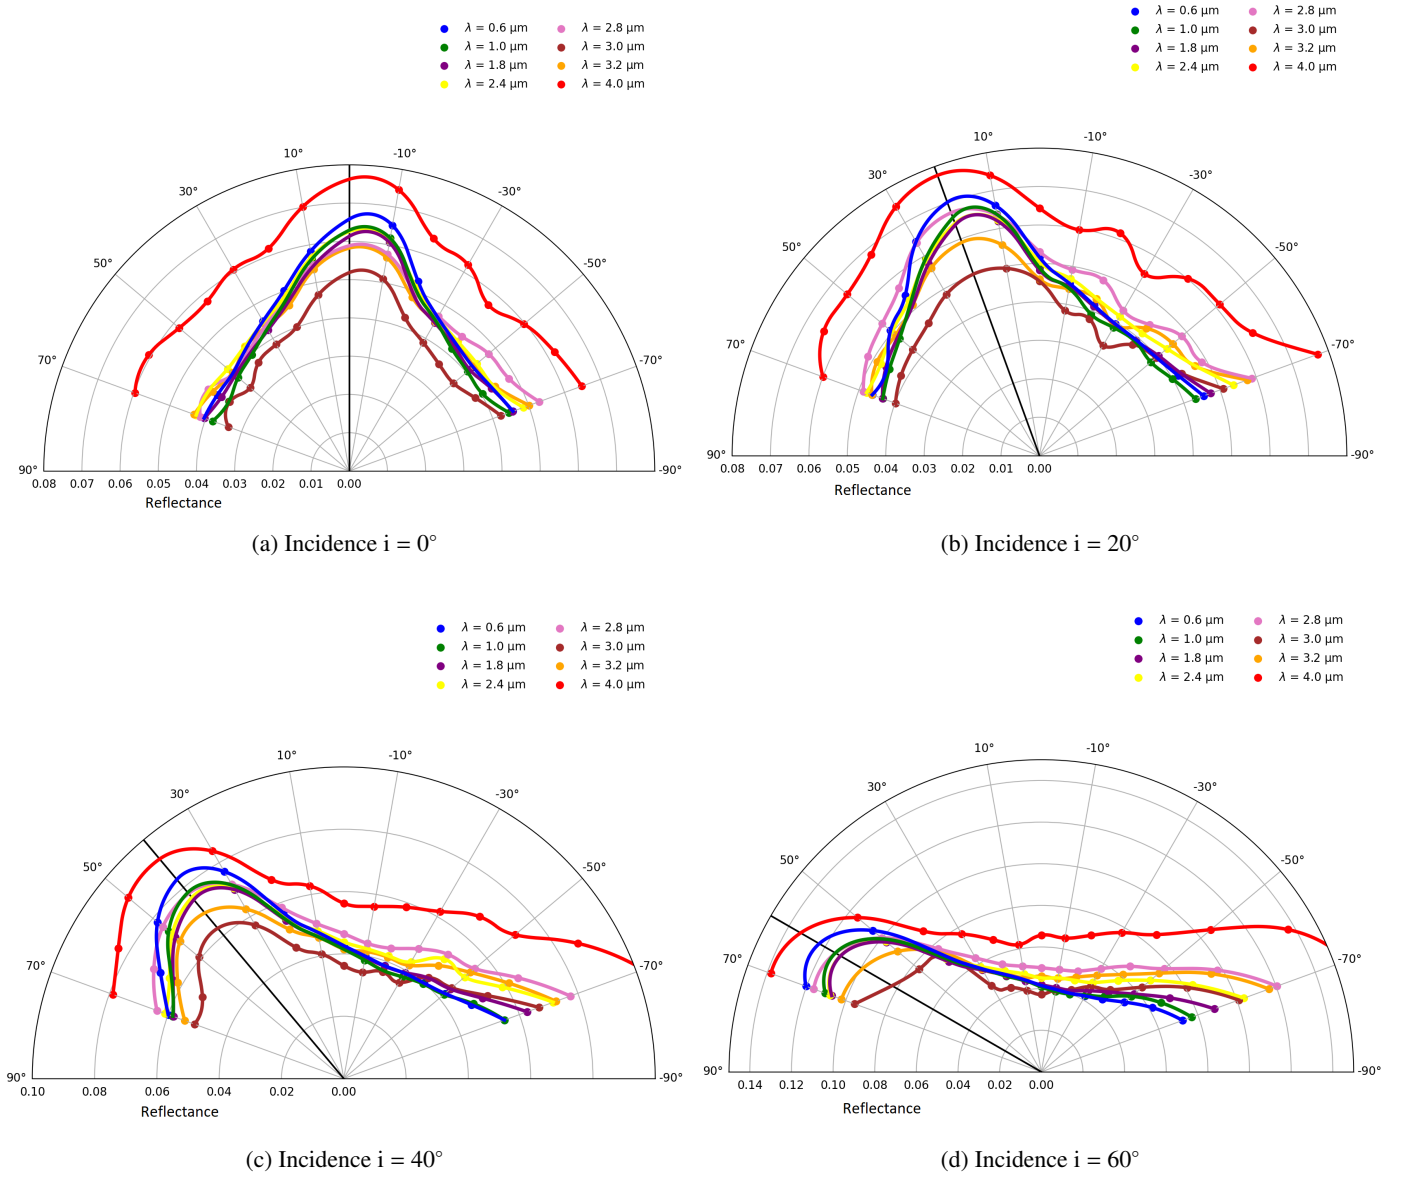 λ = 0.6 μm λ = 2.8 μm
λ = 1.0 μm λ = 3.0 μm
λ = 1.8 μm λ = 3.2 μm
λ = 2.4 μm λ = 4.0 μm
10° -10°
30° -30°
50° -50°
70° -70°
90° -90°
0.08 0.07 0.06 0.05 0.04 0.03 0.02 0.01 0.00
Reflectance
(a) Incidence i = 0°
λ = 0.6 μm λ = 2.8 μm
λ = 1.0 μm λ = 3.0 μm
λ = 1.8 μm λ = 3.2 μm
λ = 2.4 μm λ = 4.0 μm
10° -10°
30° -30°
50° -50°
70° -70°
90° -90°
0.08 0.07 0.06 0.05 0.04 0.03 0.02 0.01 0.00
Reflectance
(b) Incidence i = 20°
λ = 0.6 μm λ = 2.8 μm
λ = 1.0 μm λ = 3.0 μm
λ = 1.8 μm λ = 3.2 μm
λ = 2.4 μm λ = 4.0 μm
10° -10°
30° -30°
50° -50°
70° -70°
90° -90°
0.10 0.08 0.06 0.04 0.02 0.00
Reflectance
(c) Incidence i = 40°
λ = 0.6 μm λ = 2.8 μm
λ = 1.0 μm λ = 3.0 μm
λ = 1.8 μm λ = 3.2 μm
λ = 2.4 μm λ = 4.0 μm
10° -10°
30° -30°
50° -50°
70° -70°
90° -90°
0.14 0.12 0.10 0.08 0.06 0.04 0.02 0.00
Reflectance
(d) Incidence i = 60°